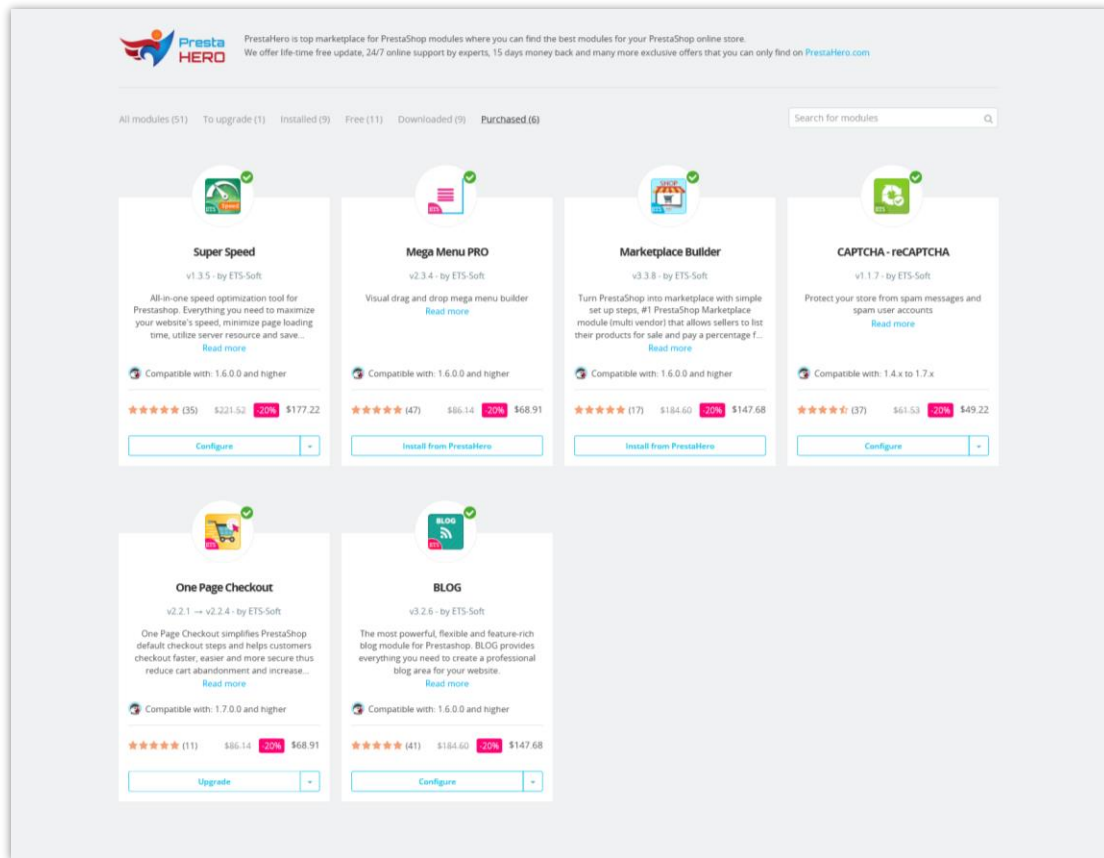 Presta
HERO
PrestaHero is top marketplace for PrestaShop modules where you can find the best modules for your PrestaShop online store.
We offer life-time free update, 24/7 online support by experts, 15 days money back and many more exclusive offers that you can only find on PrestaHero.com
All modules (51) To upgrade (1) Installed (9) Free (11) Downloaded (9) Purchased (6)
Search for modules
ETS Speed
Super Speed
v1.3.5 - by ETS-Soft
All-in-one speed optimization tool for
Prestashop. Everything you need to maximize
your website's speed, minimize page loading
time, utilize server resource and save...
Read more
Compatible with: 1.6.0.0 and higher
(35) $221.52 -20% $177.22
Configure
ETS
Mega Menu PRO
v2.3.4 - by ETS-Soft
Visual drag and drop mega menu builder
Read more
Compatible with: 1.6.0.0 and higher
(47) $86.14 -20% $68.91
Install from PrestaHero
SHOP
ETS
Marketplace Builder
v3.3.8 - by ETS-Soft
Turn PrestaShop into marketplace with simple
set up steps, #1 PrestaShop Marketplace
module (multi vendor) that allows sellers to list
their products for sale and pay a percentage f...
Read more
Compatible with: 1.6.0.0 and higher
(17) $184.60 -20% $147.68
Install from PrestaHero
ETS
CAPTCHA - reCAPTCHA
v1.1.7 - by ETS-Soft
Protect your store from spam messages and
spam user accounts
Read more
Compatible with: 1.4.x to 1.7.x
(37) $61.53 -20% $49.22
Configure
ETS
One Page Checkout
v2.2.1 → v2.2.4 - by ETS-Soft
One Page Checkout simplifies PrestaShop
default checkout steps and helps customers
checkout faster, easier and more secure thus
reduce cart abandonment and increase...
Read more
Compatible with: 1.7.0.0 and higher
(11) $86.14 -20% $68.91
Upgrade
BLOG
ETS
BLOG
v3.2.6 - by ETS-Soft
The most powerful, flexible and feature-rich
blog module for Prestashop. BLOG provides
everything you need to create a professional
blog area for your website.
Read more
Compatible with: 1.6.0.0 and higher
(41) $184.60 -20% $147.68
Configure